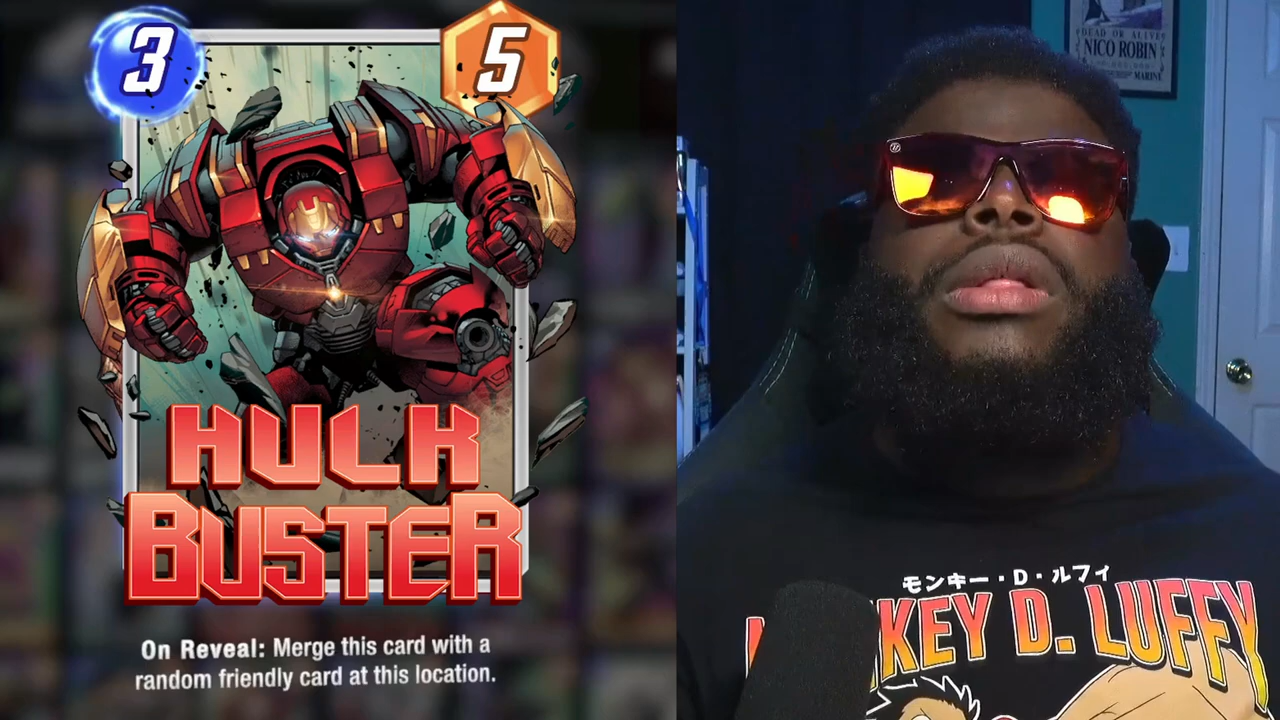 3
5
HULK
BUSTER
On Reveal: Merge this card with a
random friendly card at this location.
DEAD OR ALIVE
NICO ROBIN
MARINE
モンキー・D・ルフィ
KEY D. LUFFY